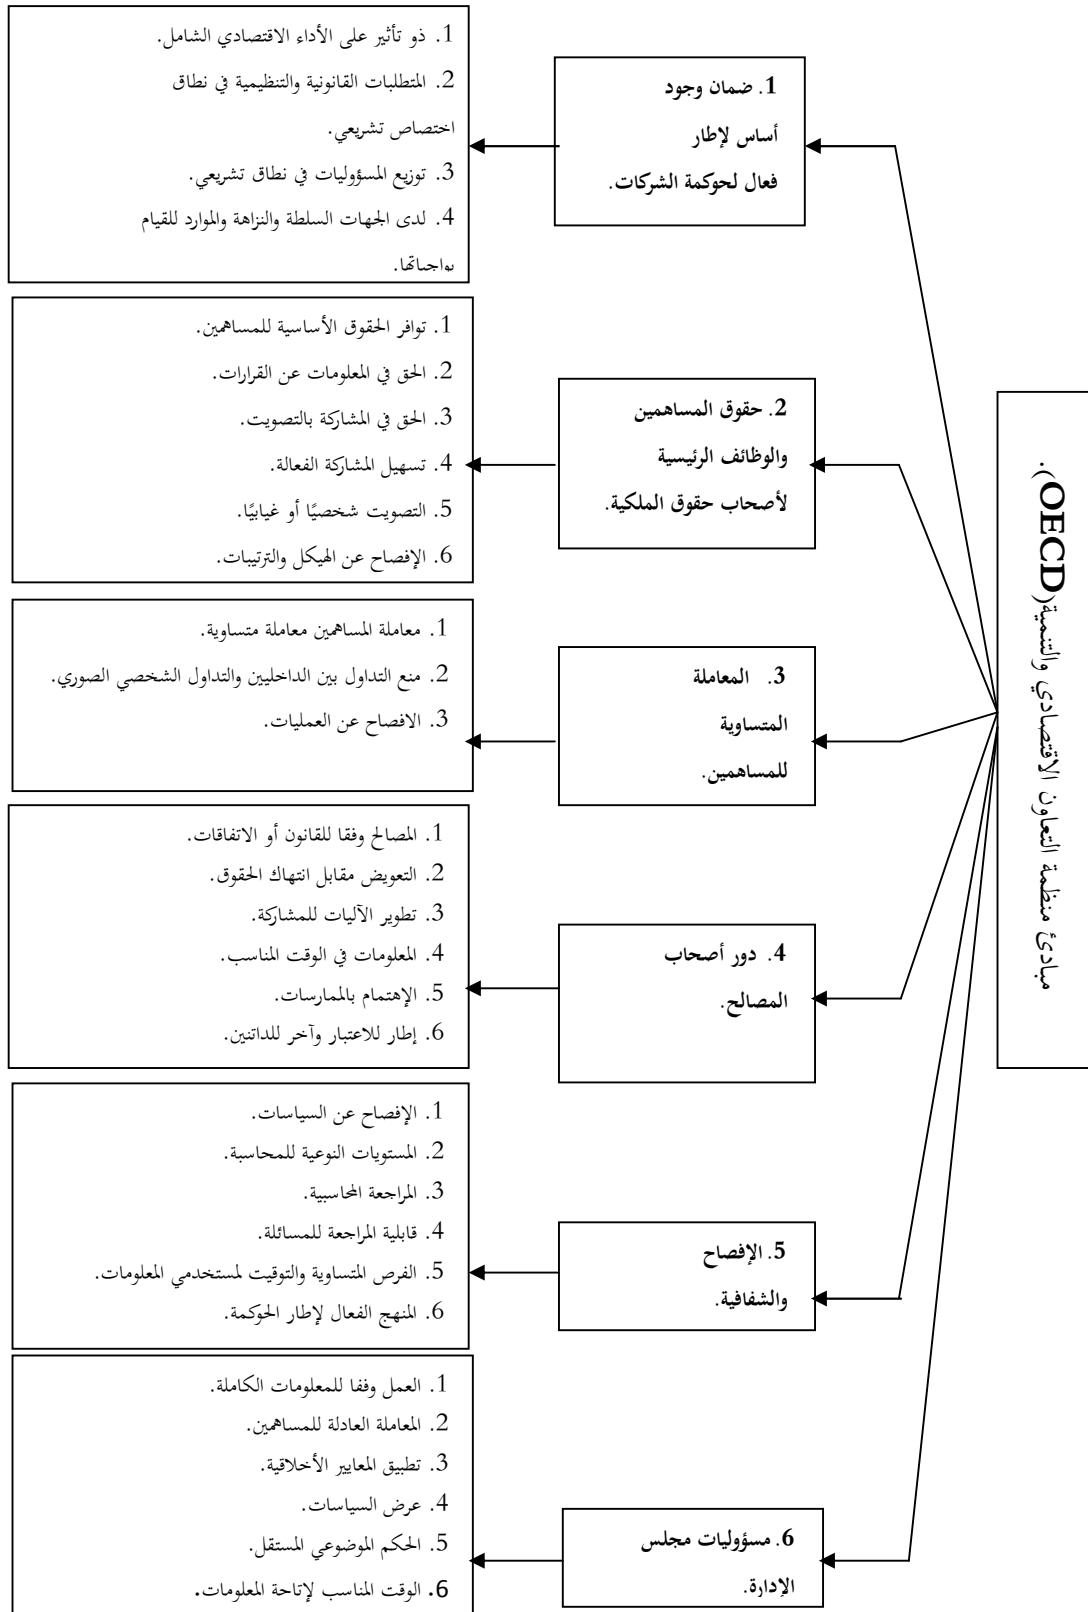 مبادئ منظمة التعاون الاقتصادي والتنمية(OECD).
1. ضمان وجود
أساس لإطار
فعال لحوكمة الشركات.
1. ذو تأثير على الأداء الاقتصادي الشامل.
2. المتطلبات القانونية والتنظيمية في نطاق
اختصاص تشريعي.
3. توزيع المسؤوليات في نطاق تشريعي.
4. لدى الجهات السلطة والنزاهة والموارد للقيام
بواجباتها.
2. حقوق المساهمين
والوظائف الرئيسية
لأصحاب حقوق الملكية.
1. توافر الحقوق الأساسية للمساهمين.
2. الحق في المعلومات عن القرارات.
3. الحق في المشاركة بالتصويت.
4. تسهيل المشاركة الفعالة.
5. التصويت شخصيًا أو غيابيًا.
6. الإفصاح عن الهيكل والترتيبات.
3. المعاملة
المتساوية
للمساهمين.
1. معاملة المساهمين معاملة متساوية.
2. منع التداول بين الداخليين والتداول الشخصي الصوري.
3. الافصاح عن العمليات.
4. دور أصحاب
المصالح.
1. المصالح وفقا للقانون أو الاتفاقات.
2. التعويض مقابل انتهاك الحقوق.
3. تطوير الآليات للمشاركة.
4. المعلومات في الوقت المناسب.
5. الإهتمام بالممارسات.
6. إطار للاعتبار وآخر للدائنين.
5. الإفصاح
والشفافية.
1. الإفصاح عن السياسات.
2. المستويات النوعية للمحاسبة.
3. المراجعة المحاسبية.
4. قابلية المراجعة للمسائلة.
5. الفرص المتساوية والتوقيت لمستخدمي المعلومات.
6. المنهج الفعال لإطار الحوكمة.
6. مسؤوليات مجلس
الإدارة.
1. العمل وفقا للمعلومات الكاملة.
2. المعاملة العادلة للمساهمين.
3. تطبيق المعايير الأخلاقية.
4. عرض السياسات.
5. الحكم الموضوعي المستقل.
6. الوقت المناسب لإتاحة المعلومات.